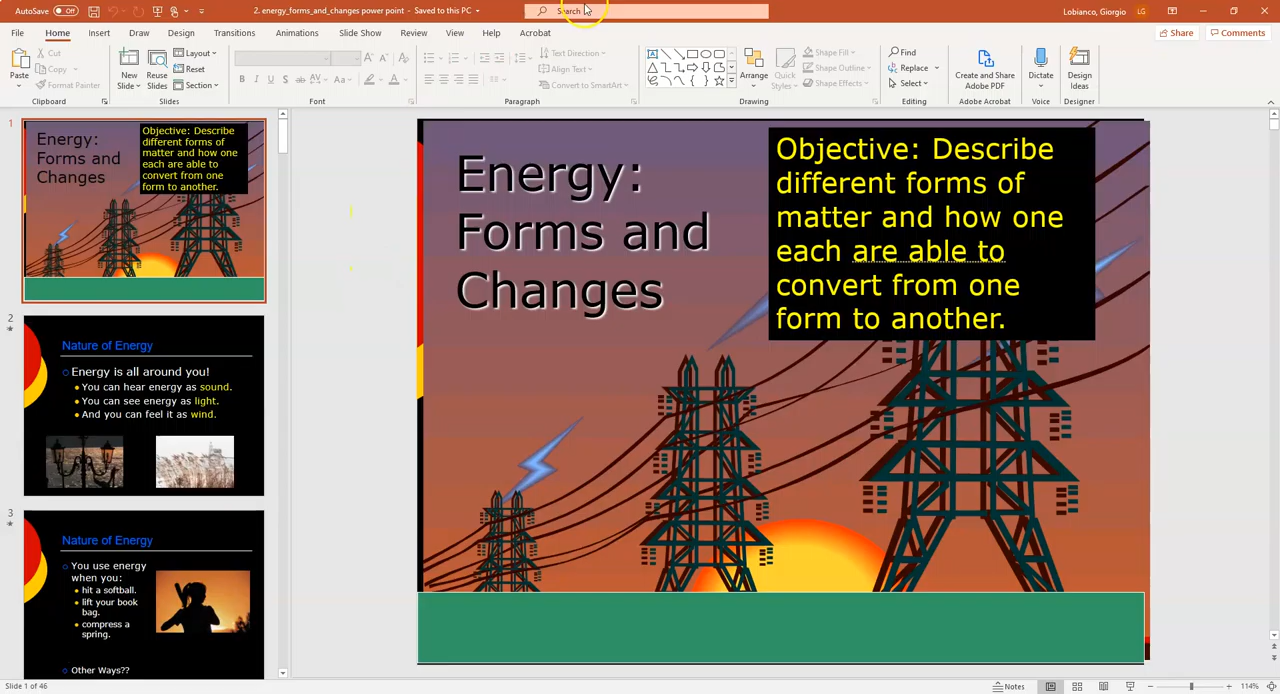 AutoSave Off 2. energy_forms_and_changes power point - Saved to this PC Search Lobianco, Giorgio LG
File Home Insert Draw Design Transitions Animations Slide Show Review View Help Acrobat Share Comments
Paste
Cut
Copy
Format Painter
Clipboard
New
Slide
Reuse
Slides
Layout
Reset
Section
Slides
Font
Text Direction
Align Text
Convert to SmartArt
Paragraph
Arrange
Quick
Styles
Shape Fill
Shape Outline
Shape Effects
Drawing
Find
Replace
Select
Editing
Create and Share
Adobe PDF
Adobe Acrobat
Dictate
Voice
Design
Ideas
Designer
1
Energy:
Forms and
Changes
Objective: Describe
different forms of
matter and how one
each are able to
convert from one
form to another.
2
Nature of Energy
Energy is all around you!
You can hear energy as sound.
You can see energy as light.
And you can feel it as wind.
3
Nature of Energy
You use energy
when you:
hit a softball.
lift your book
bag.
compress a
spring.
Other Ways??
Energy:
Forms and
Changes
Objective: Describe
different forms of
matter and how one
each are able to
convert from one
form to another.
Slide 1 of 46 Notes 114%